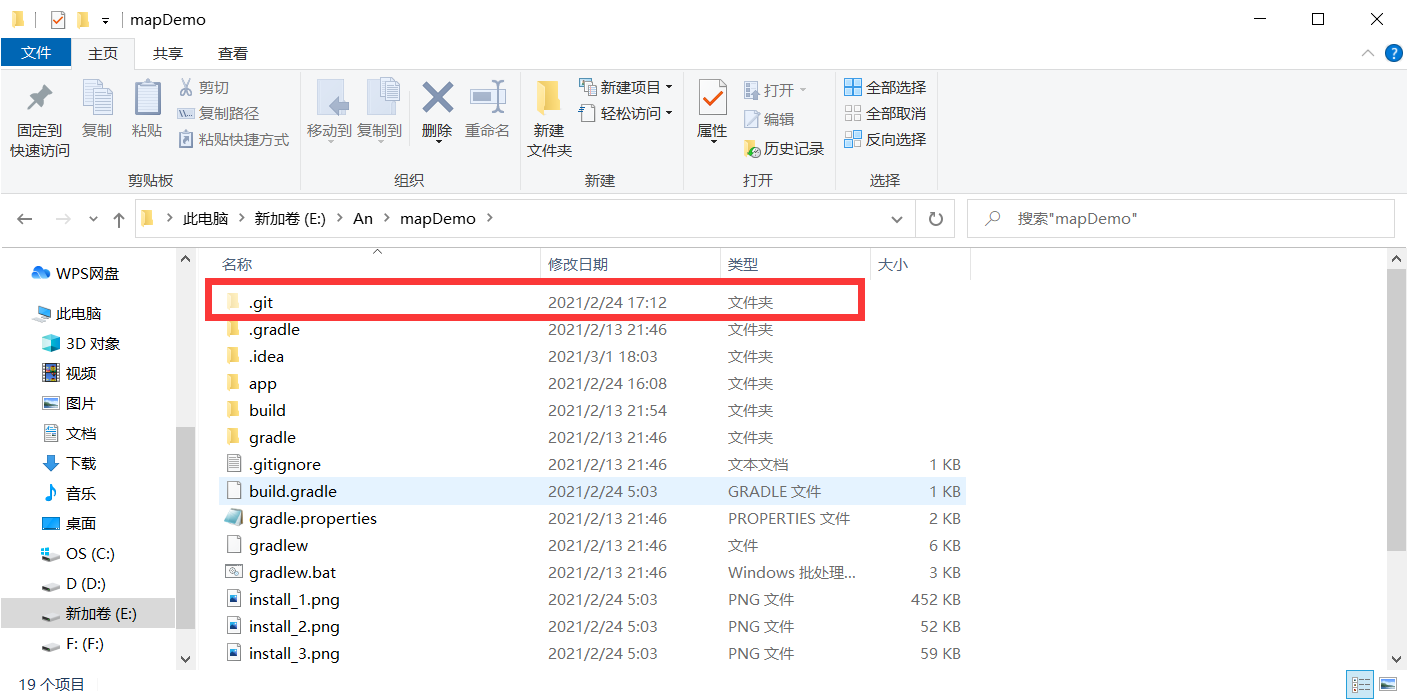 mapDemo
文件 主页 共享 查看
固定到
快速访问
复制
粘贴
剪切
复制路径
粘贴快捷方式
剪贴板
移动到
复制到
删除
重命名
组织
新建
文件夹
新建项目
轻松访问
新建
属性
打开
编辑
历史记录
打开
全部选择
全部取消
反向选择
选择
此电脑 新加卷 (E:) An mapDemo
搜索"mapDemo"
WPS网盘
此电脑
3D 对象
视频
图片
文档
下载
音乐
桌面
OS (C:)
D (D:)
新加卷 (E:)
F: (F:)
名称 修改日期 类型 大小
.git 2021/2/24 17:12 文件夹
.gradle 2021/2/13 21:46 文件夹
.idea 2021/3/1 18:03 文件夹
app 2021/2/24 16:08 文件夹
build 2021/2/13 21:54 文件夹
gradle 2021/2/13 21:46 文件夹
.gitignore 2021/2/13 21:46 文本文档 1 KB
build.gradle 2021/2/24 5:03 GRADLE 文件 1 KB
gradle.properties 2021/2/13 21:46 PROPERTIES 文件 2 KB
gradlew 2021/2/13 21:46 文件 6 KB
gradlew.bat 2021/2/13 21:46 Windows 批处理... 3 KB
install_1.png 2021/2/24 5:03 PNG 文件 452 KB
install_2.png 2021/2/24 5:03 PNG 文件 52 KB
install_3.png 2021/2/24 5:03 PNG 文件 59 KB
19 个项目